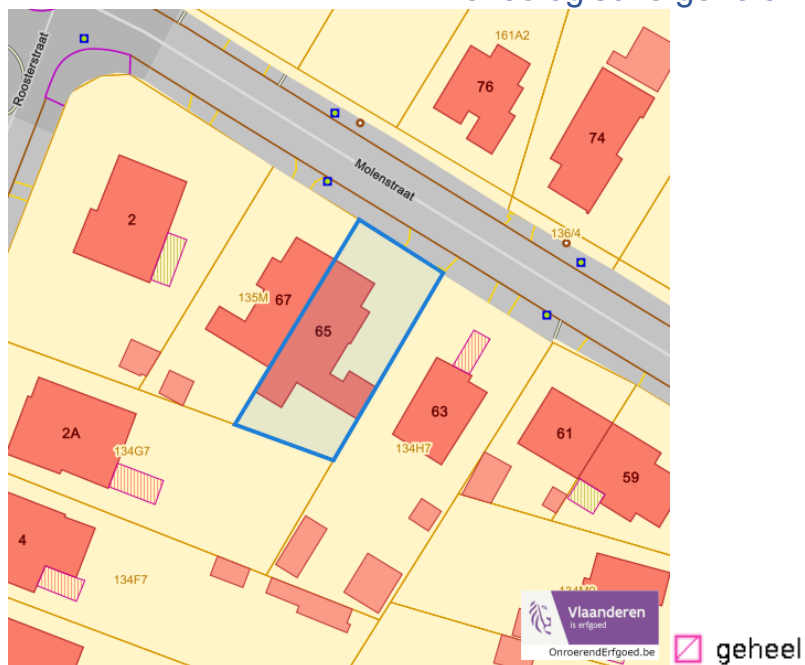 161A2
Roosterstraat
76
74
Molenstraat
2
136/4
135M
67
65
63
2A
134G7
134H7
61
59
4
134F7
Vlaanderen
is erfgoed
OnroerendErfgoed.be
geheel